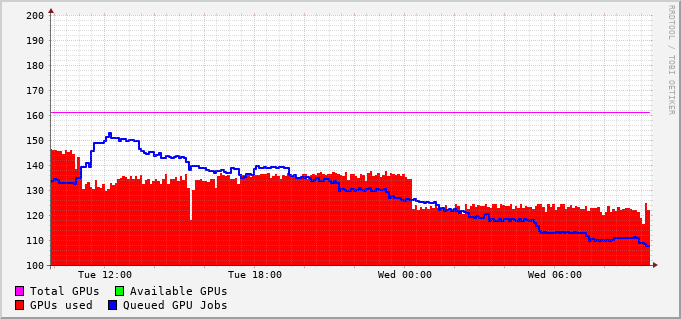 200
190
180
170
160
150
140
130
120
110
100
Tue 12:00 Tue 18:00 Wed 00:00 Wed 06:00
Total GPUs Available GPUs
GPUs used Queued GPU Jobs
RRDTOOL / TOBI OETIKER